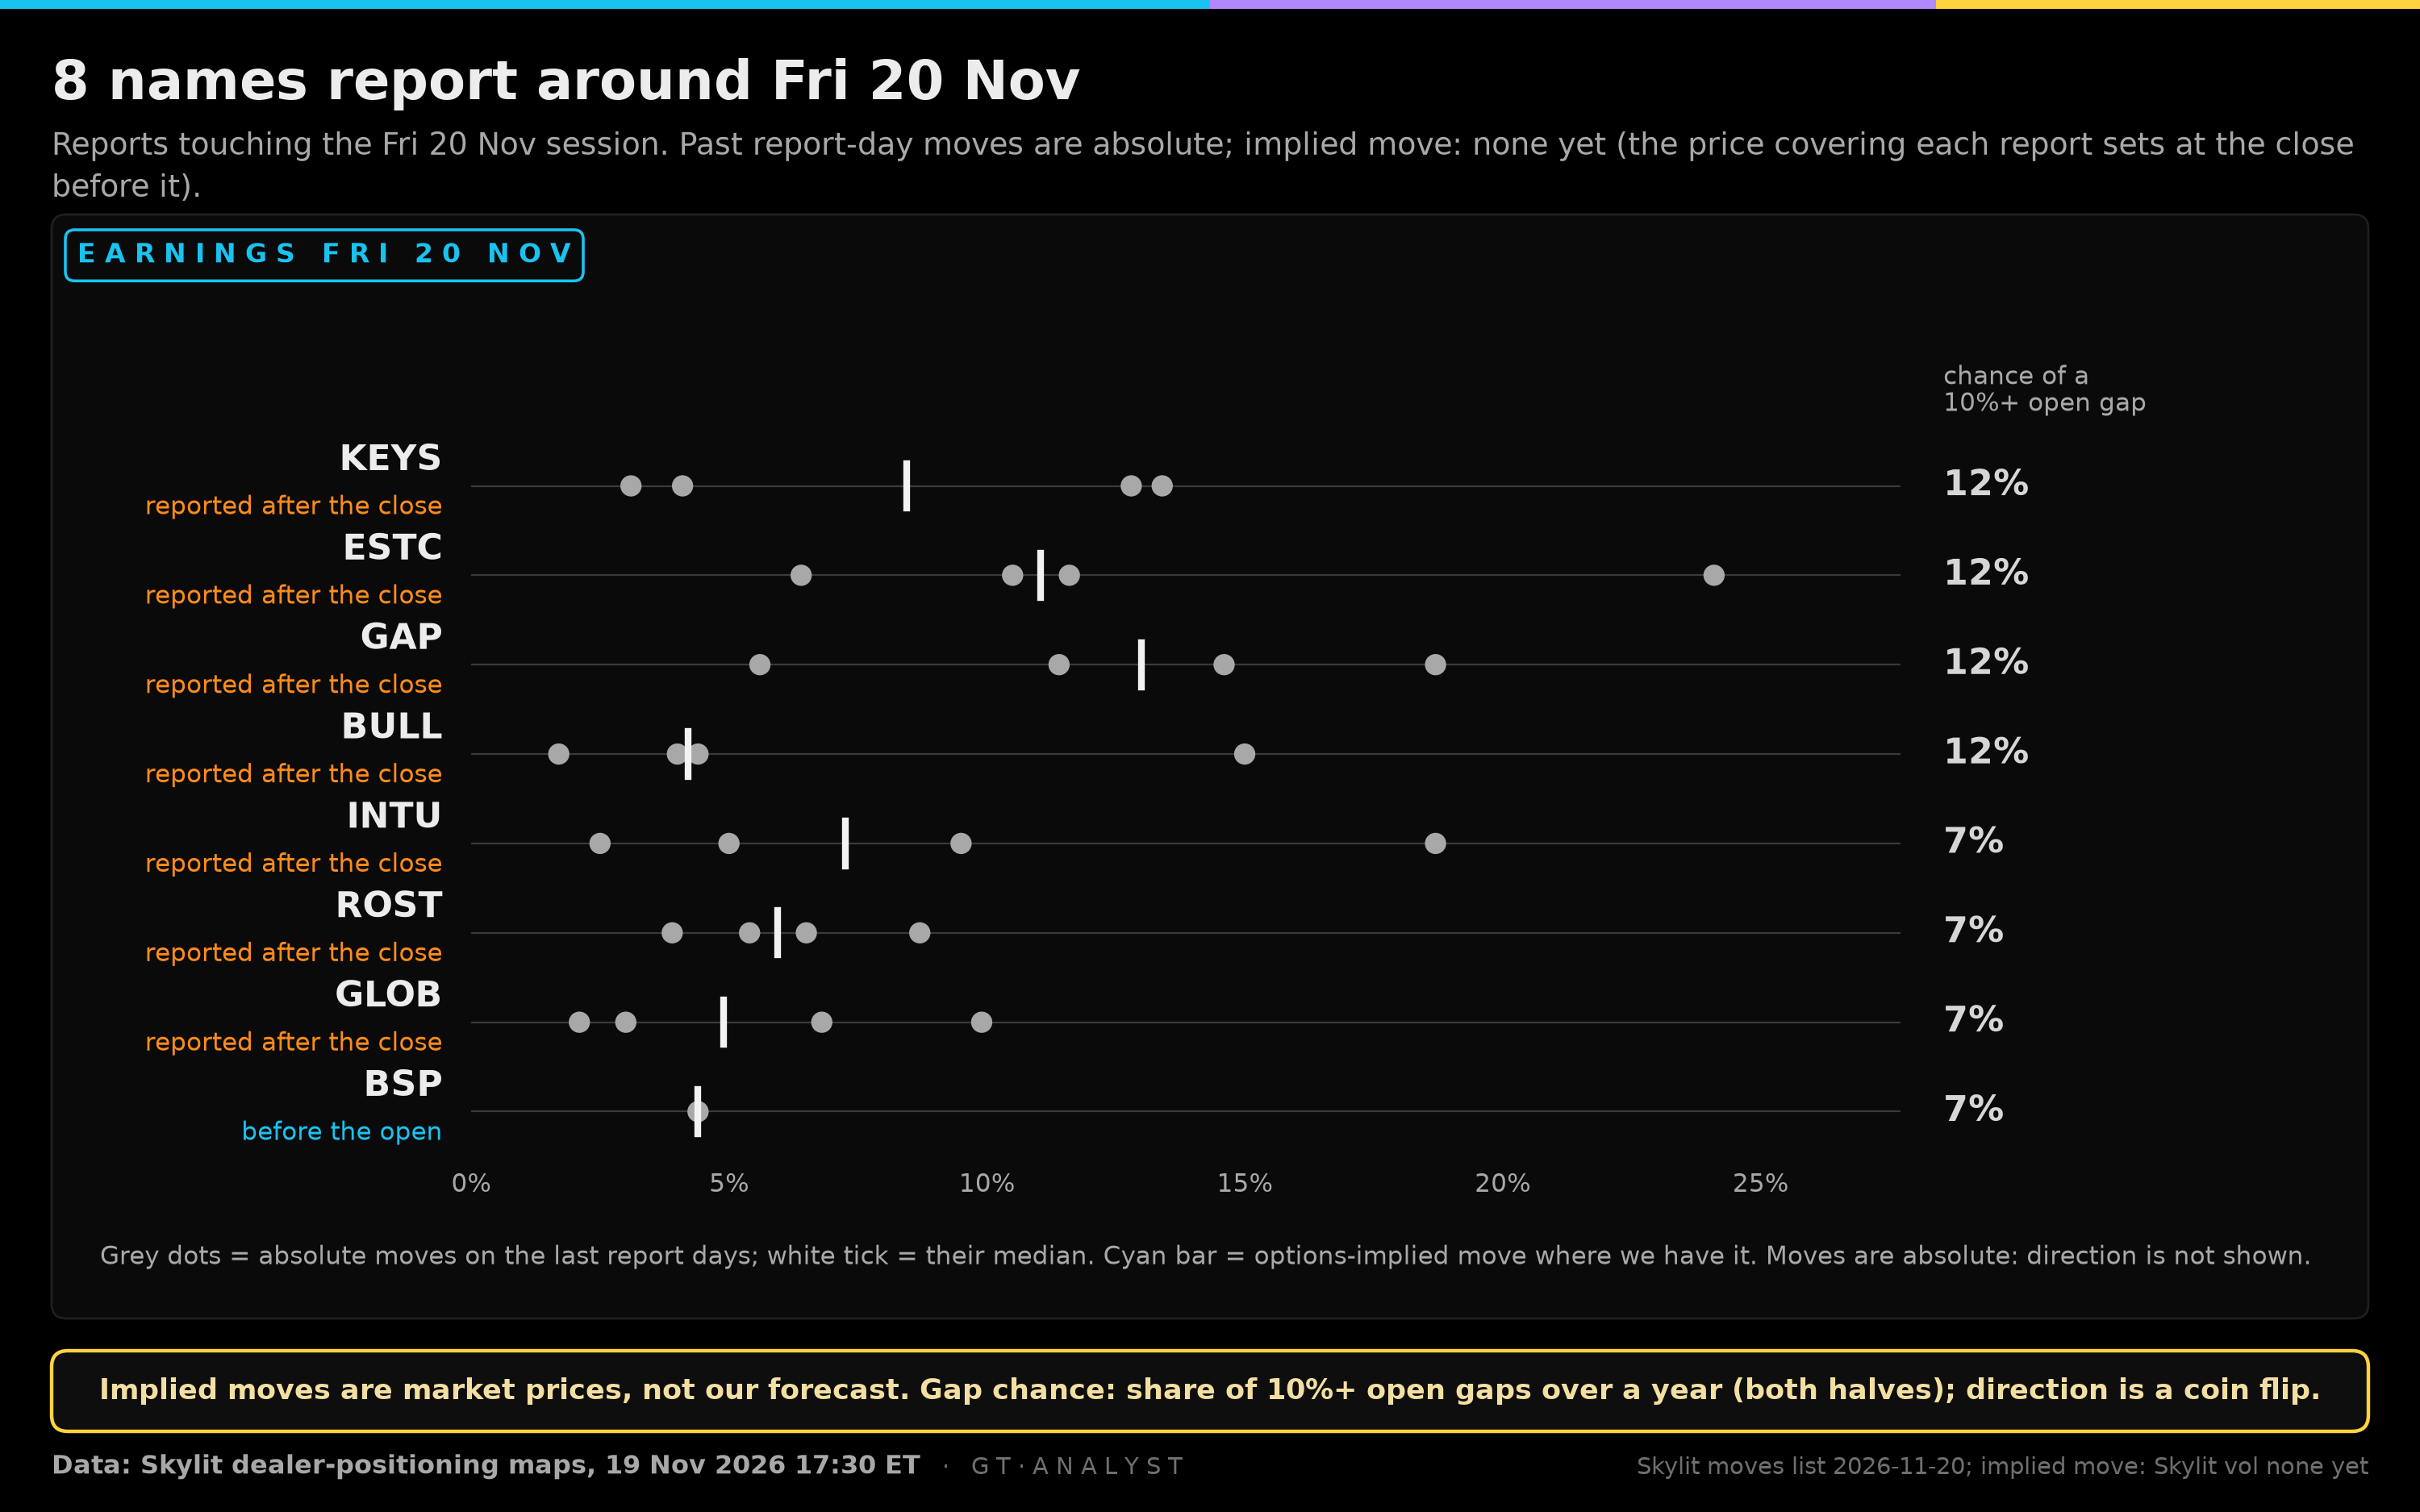 8 names report around Fri 20 Nov
Reports touching the Fri 20 Nov session. Past report-day moves are absolute; implied move: none yet (the price covering each report sets at the close
before it).
EARNINGS FRI 20 NOV
chance of a
10%+ open gap
KEYS
reported after the close
12%
ESTC
reported after the close
12%
GAP
reported after the close
12%
BULL
reported after the close
12%
INTU
reported after the close
7%
ROST
reported after the close
7%
GLOB
reported after the close
7%
BSP
before the open
7%
0% 5% 10% 15% 20% 25%
Grey dots = absolute moves on the last report days; white tick = their median. Cyan bar = options-implied move where we have it. Moves are absolute: direction is not shown.
Implied moves are market prices, not our forecast. Gap chance: share of 10%+ open gaps over a year (both halves); direction is a coin flip.
Data: Skylit dealer-positioning maps, 19 Nov 2026 17:30 ET · GT·ANALYST
Skylit moves list 2026-11-20; implied move: Skylit vol none yet